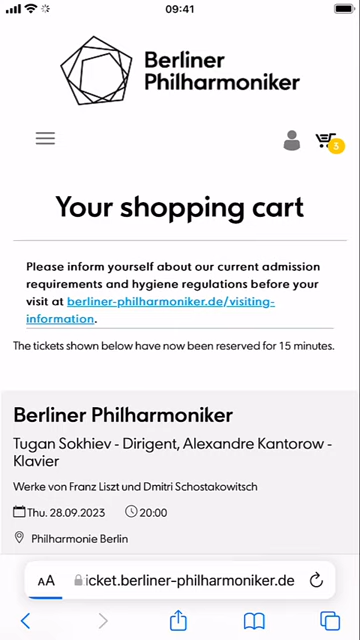 09:41
Berliner
Philharmoniker
3
Your shopping cart
Please inform yourself about our current admission
requirements and hygiene regulations before your
visit at berliner-philharmoniker.de/visiting-
information.
The tickets shown below have now been reserved for 15 minutes.
Berliner Philharmoniker
Tugan Sokhiev - Dirigent, Alexandre Kantorow -
Klavier
Werke von Franz Liszt und Dmitri Schostakowitsch
Thu. 28.09.2023 20:00
Philharmonie Berlin
AA icket.berliner-philharmoniker.de